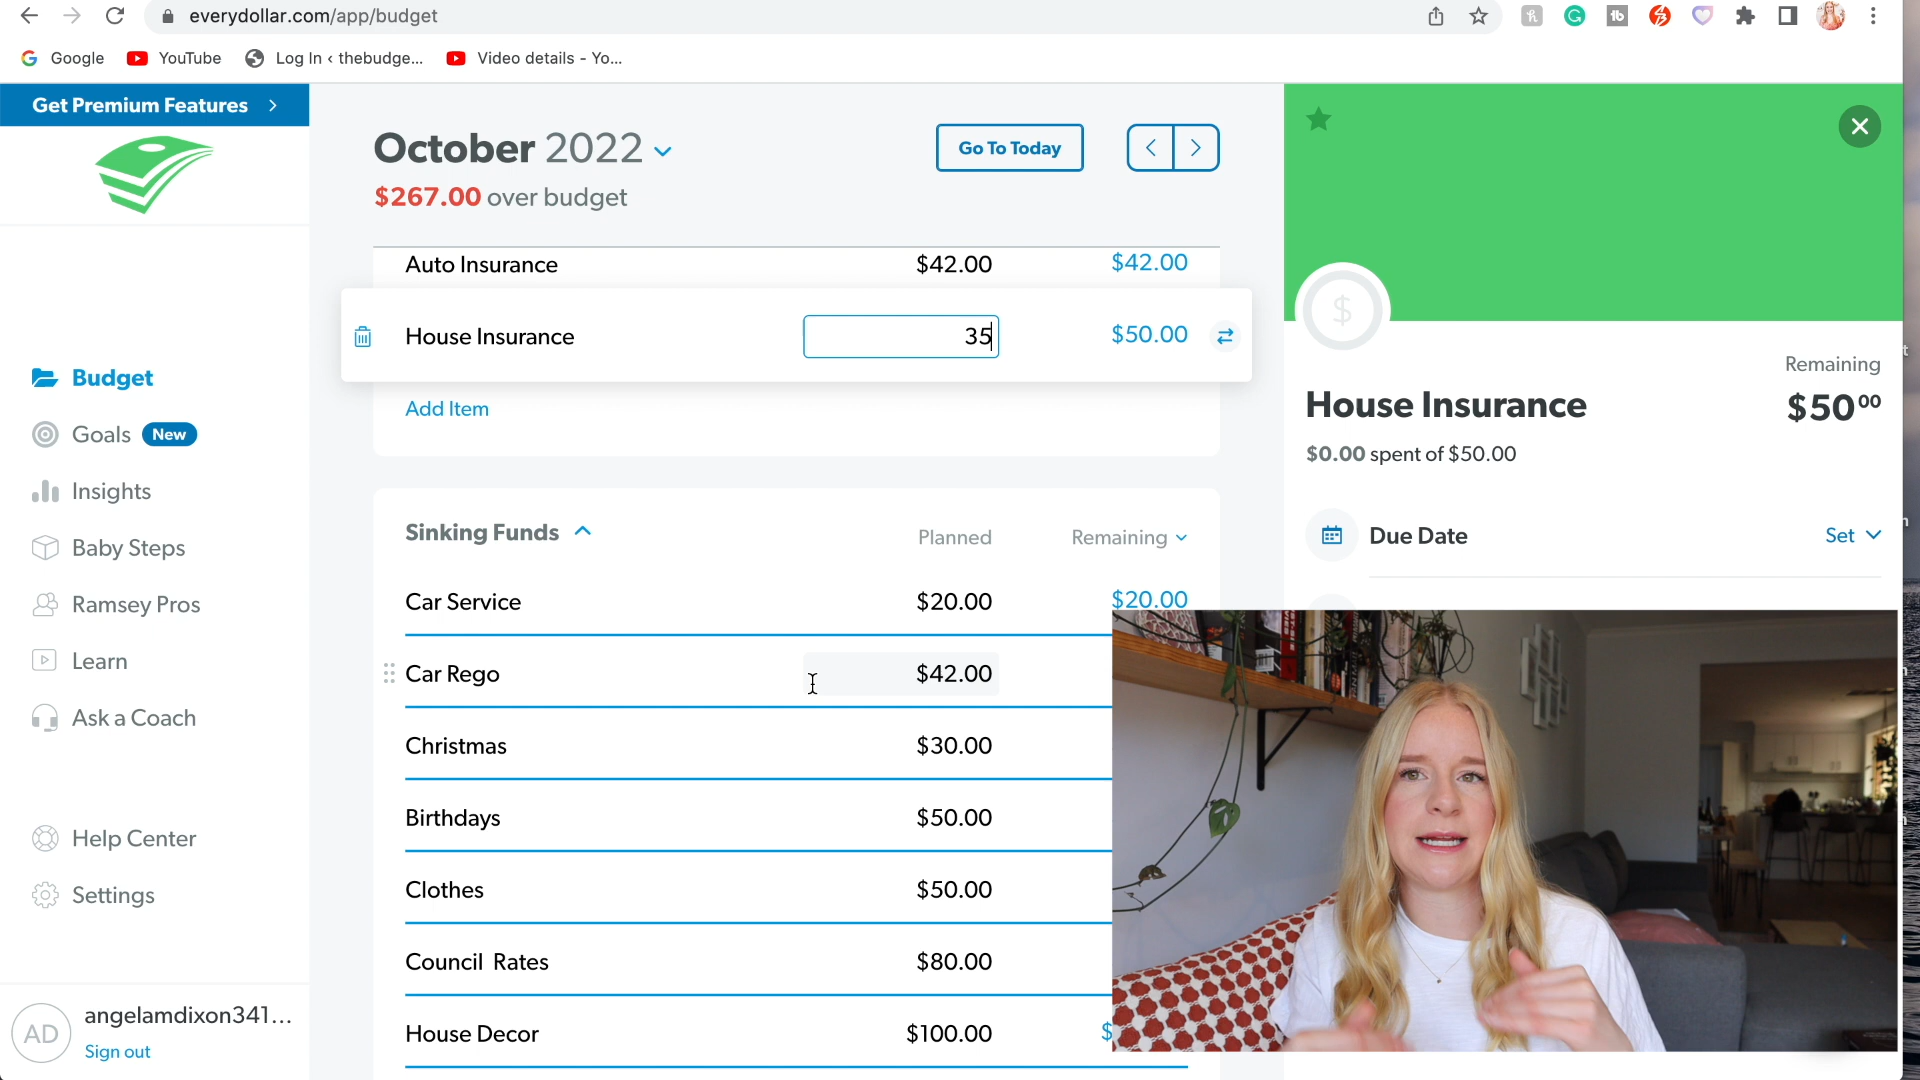 everydollar.com/app/budget
Google
YouTube
Log In ‹ thebudge...
Video details - Yo...
Get Premium Features
October 2022
$267.00 over budget
Go To Today
Auto Insurance $42.00 $42.00
House Insurance 35 $50.00
Add Item
Sinking Funds Planned Remaining
Car Service $20.00 $20.00
Car Rego $42.00
Christmas $30.00
Birthdays $50.00
Clothes $50.00
Council Rates $80.00
House Decor $100.00 $
Budget
Goals New
Insights
Baby Steps
Ramsey Pros
Learn
Ask a Coach
Help Center
Settings
AD
angelamdixon341...
Sign out
$
Remaining
House Insurance $50 00
$0.00 spent of $50.00
Due Date Set